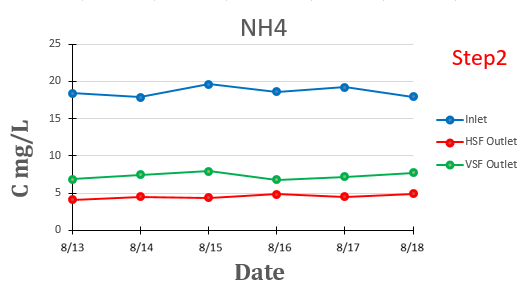 NH4
Step2
25
20
15
10
5
0
C mg/L
8/13 8/14 8/15 8/16 8/17 8/18
Date
Inlet
HSF Outlet
VSF Outlet